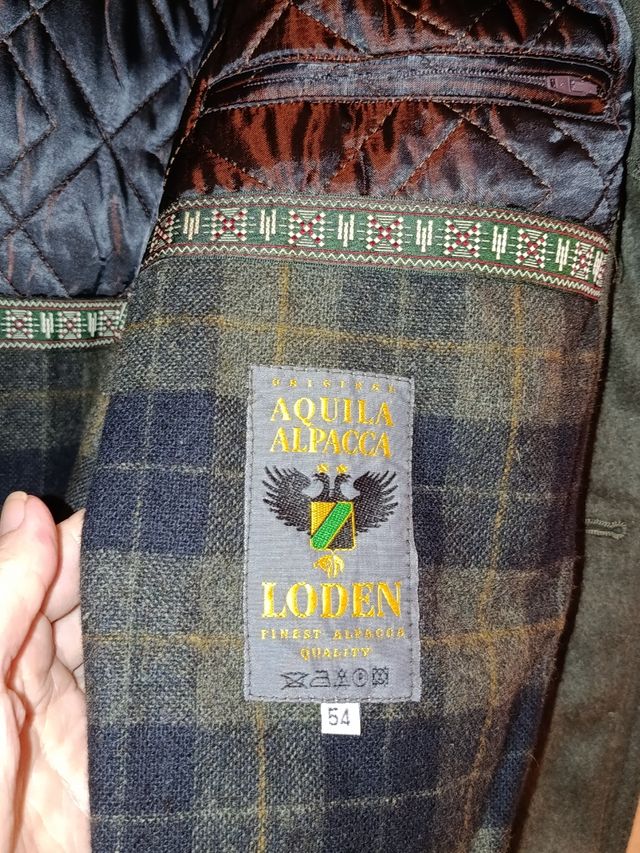 ORIGINAL
AQUILA
ALPACCA
LODEN
FINEST ALPACCA
QUALITY
54